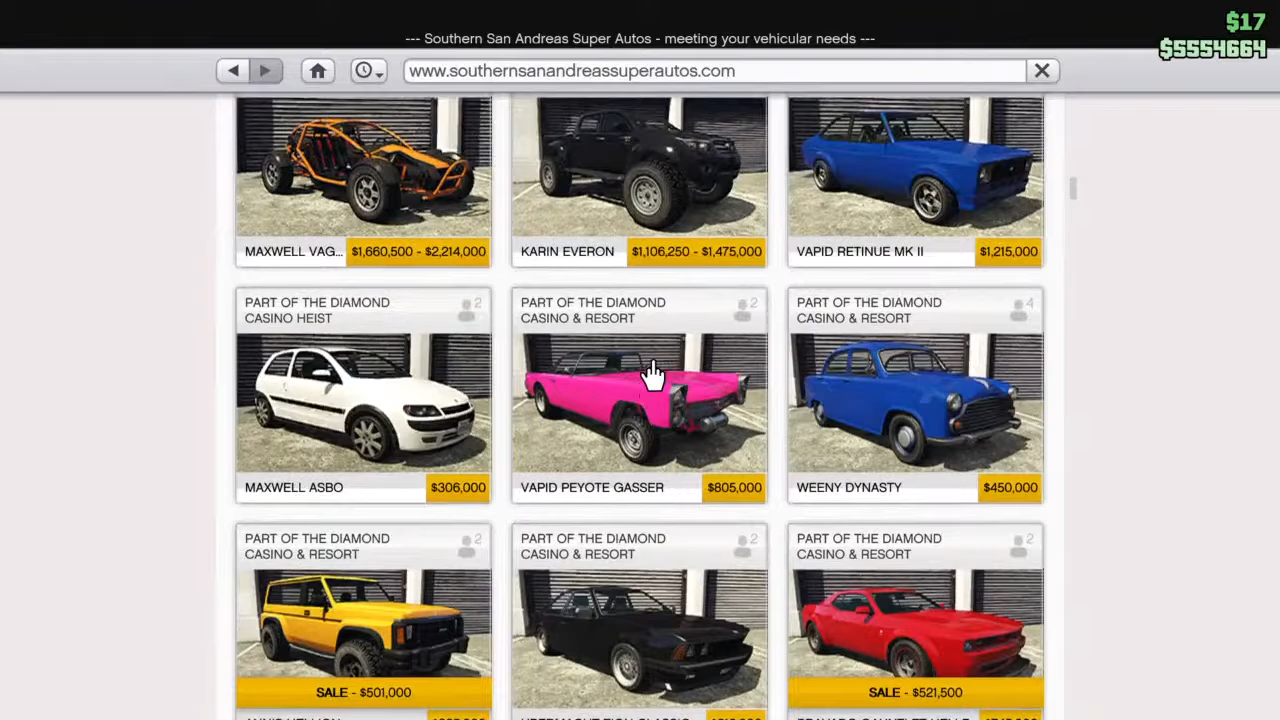 $17
--- Southern San Andreas Super Autos - meeting your vehicular needs ---
$5554664
www.southernsanandreassuperautos.com
MAXWELL VAG... $1,660,500 - $2,214,000
KARIN EVERON $1,106,250 - $1,475,000
VAPID RETINUE MK II $1,215,000
PART OF THE DIAMOND
CASINO HEIST
2
PART OF THE DIAMOND
CASINO & RESORT
2
PART OF THE DIAMOND
CASINO & RESORT
4
MAXWELL ASBO $306,000
VAPID PEYOTE GASSER $805,000
WEENY DYNASTY $450,000
PART OF THE DIAMOND
CASINO & RESORT
2
PART OF THE DIAMOND
CASINO & RESORT
2
PART OF THE DIAMOND
CASINO & RESORT
2
SALE - $501,000
SALE - $521,500